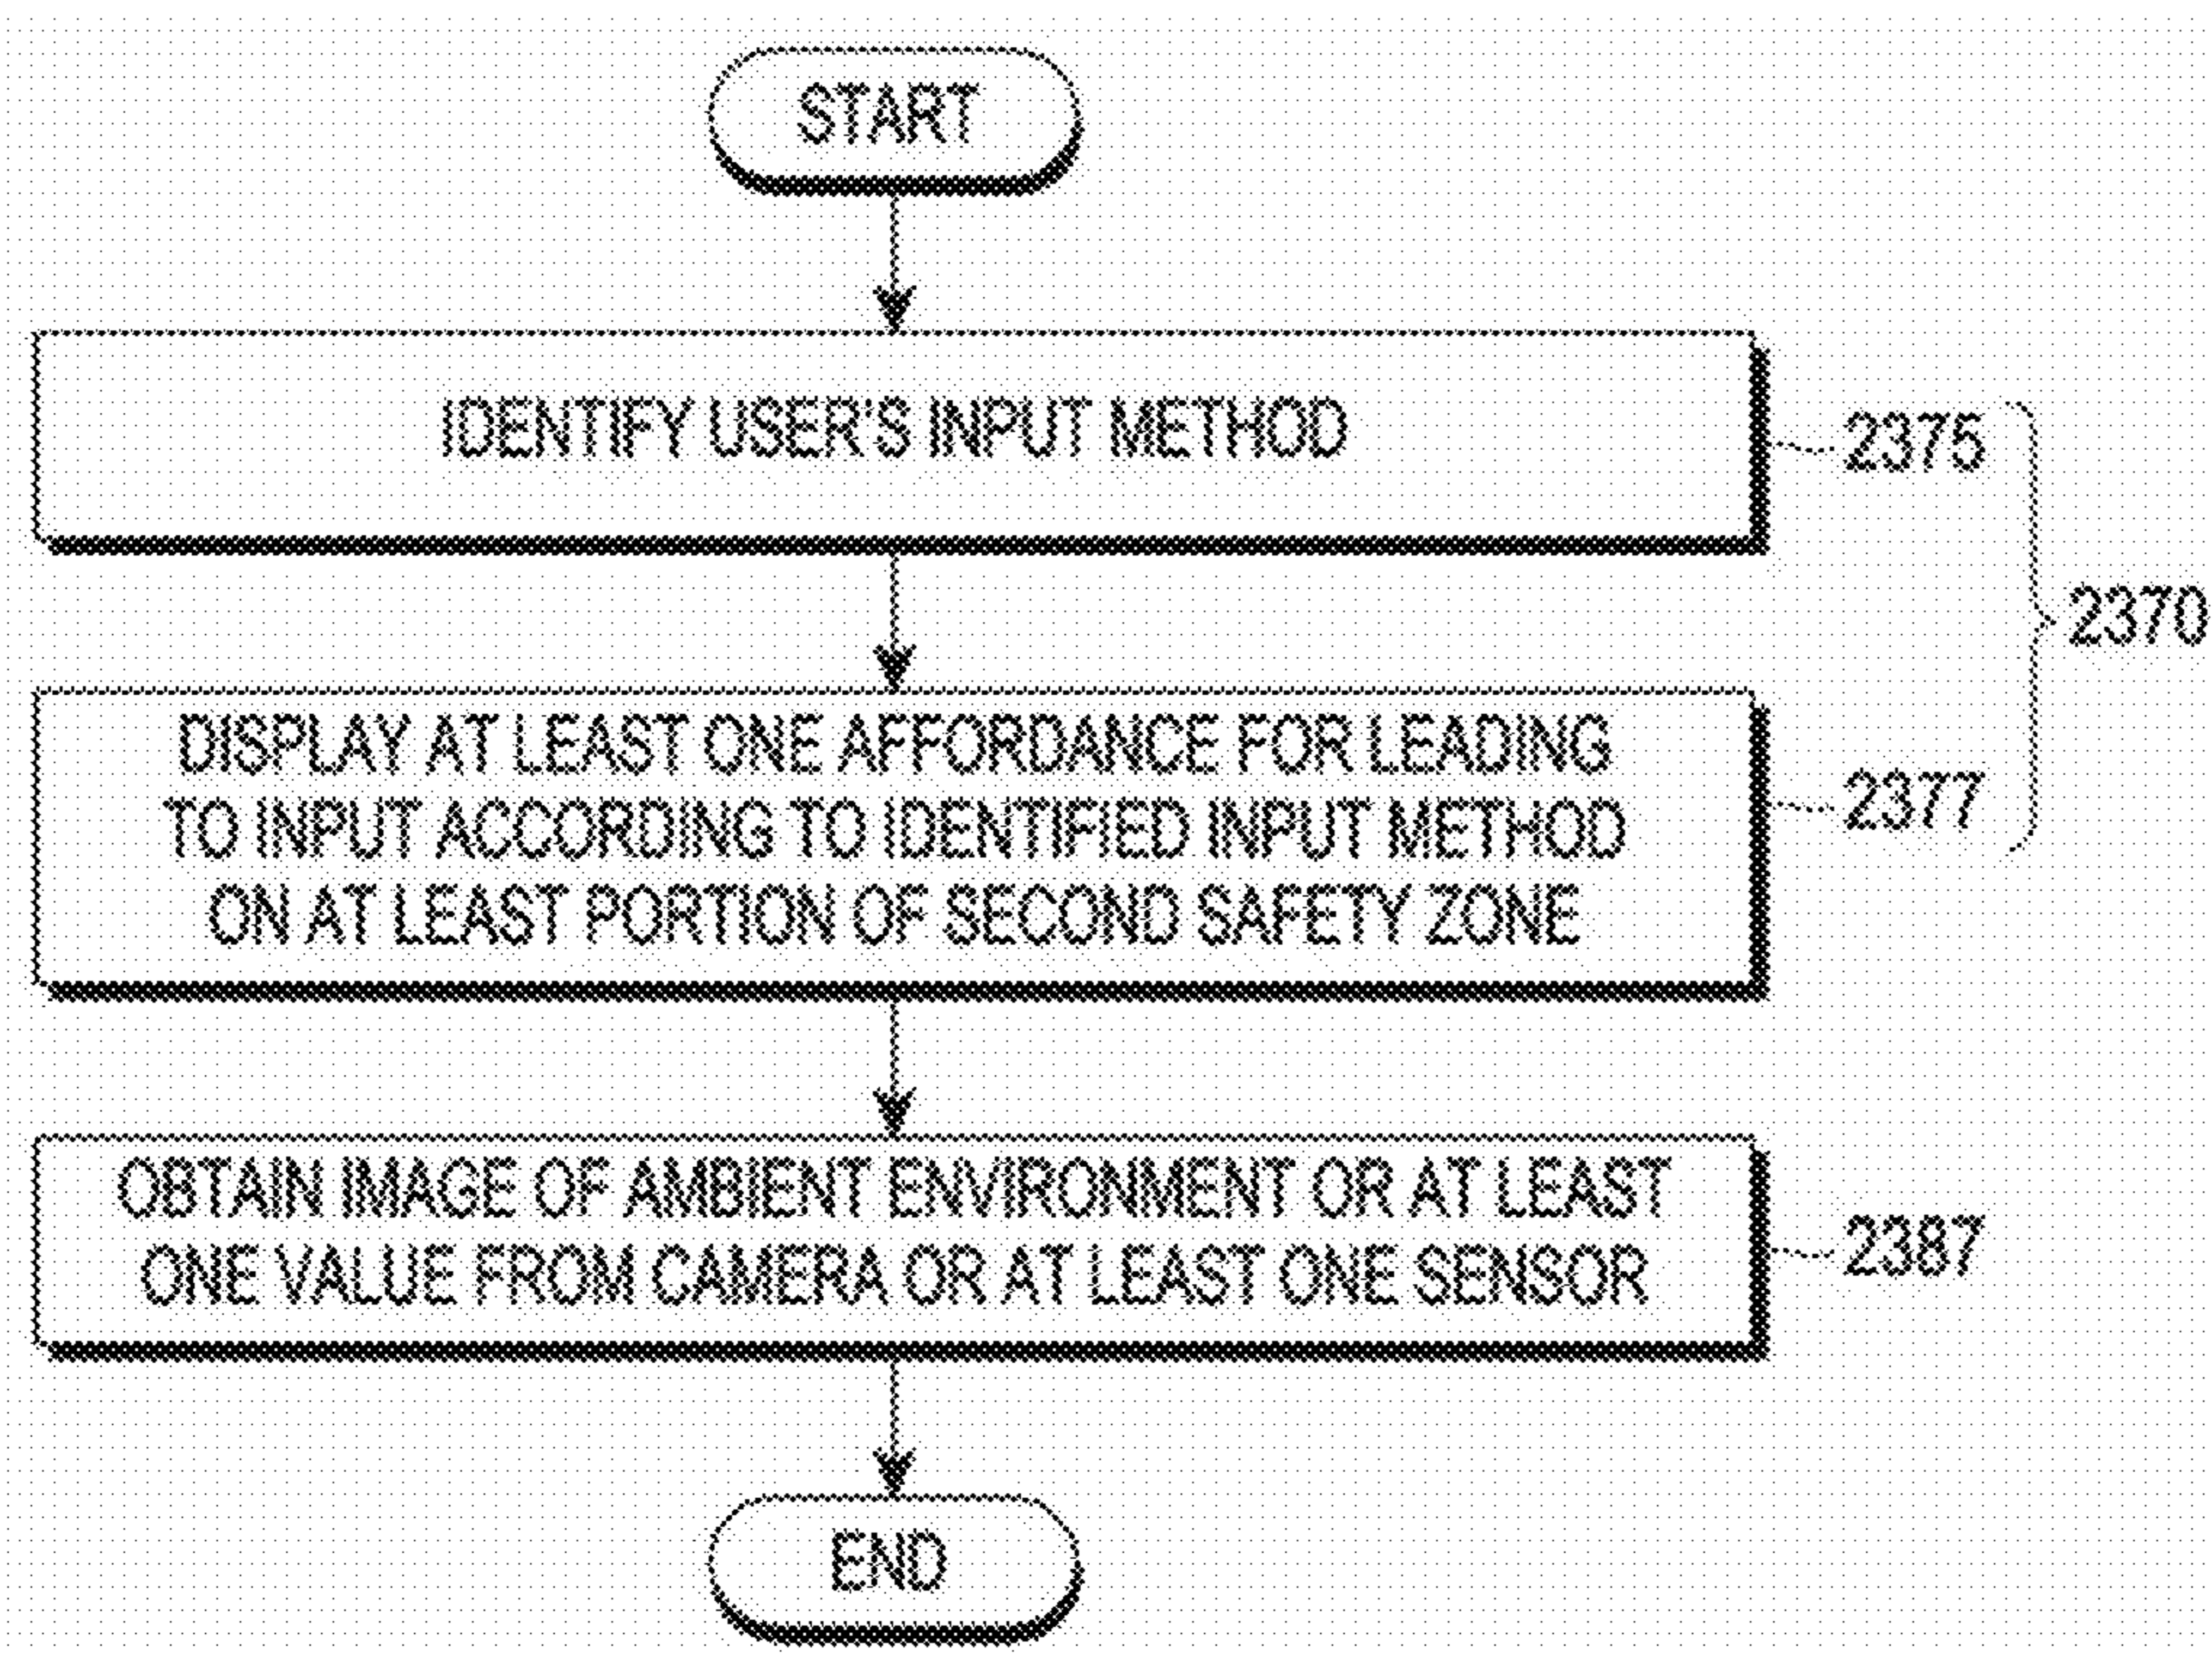 START
IDENTIFY USER'S INPUT METHOD
2375
2370
DISPLAY AT LEAST ONE AFFORDANCE FOR LEADING
TO INPUT ACCORDING TO IDENTIFIED INPUT METHOD
ON AT LEAST PORTION OF SECOND SAFETY ZONE
2377
OBTAIN IMAGE OF AMBIENT ENVIRONMENT OR AT LEAST
ONE VALUE FROM CAMERA OR AT LEAST ONE SENSOR
2387
END